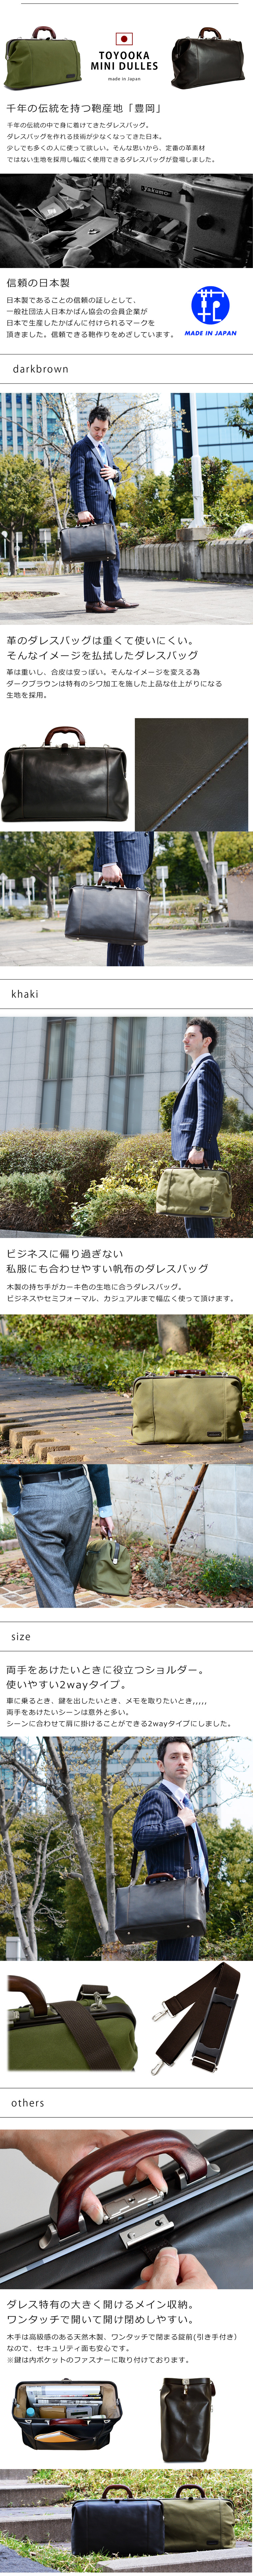 TOYOOKA
MINI DULLES
made in Japan
千年の伝統を持つ鞄産地「豊岡」
千年の伝統の中で身に着けてきたダレスバッグ。
ダレスバッグを作れる技術が少なくなってきた日本。
少しでも多くの人に使って欲しい。そんな思いから、定番の革素材
ではない生地を採用し幅広く使用できるダレスバッグが登場しました。
信頼の日本製
日本製であることの信頼の証しとして、
一般社団法人日本かばん協会の会員企業が
日本で生産したかばんに付けられるマークを
頂きました。信頼できる鞄作りをめざしています。
MADE IN JAPAN
darkbrown
革のダレスバッグは重くて使いにくい。
そんなイメージを払拭したダレスバッグ
革は重いし、合皮は安っぽい。そんなイメージを変える為
ダークブラウンは特有のシワ加工を施した上品な仕上がりになる
生地を採用。
khaki
ビジネスに偏り過ぎない
私服にも合わせやすい帆布のダレスバッグ
木製の持ち手がカーキ色の生地に合うダレスバッグ。
ビジネスやセミフォーマル、カジュアルまで幅広く使って頂けます。
size
両手をあけたいときに役立つショルダー。
使いやすい2wayタイプ。
車に乗るとき、鍵を出したいとき、メモを取りたいとき,,,,,
両手をあけたいシーンは意外と多い。
シーンに合わせて肩に掛けることができる2wayタイプにしました。
others
ダレス特有の大きく開けるメイン収納。
ワンタッチで開いて開け閉めしやすい。
木手は高級感のある天然木製、ワンタッチで閉まる錠前(引き手付き)
なので、セキュリティ面も安心です。
※鍵は内ポケットのファスナーに取り付けております。